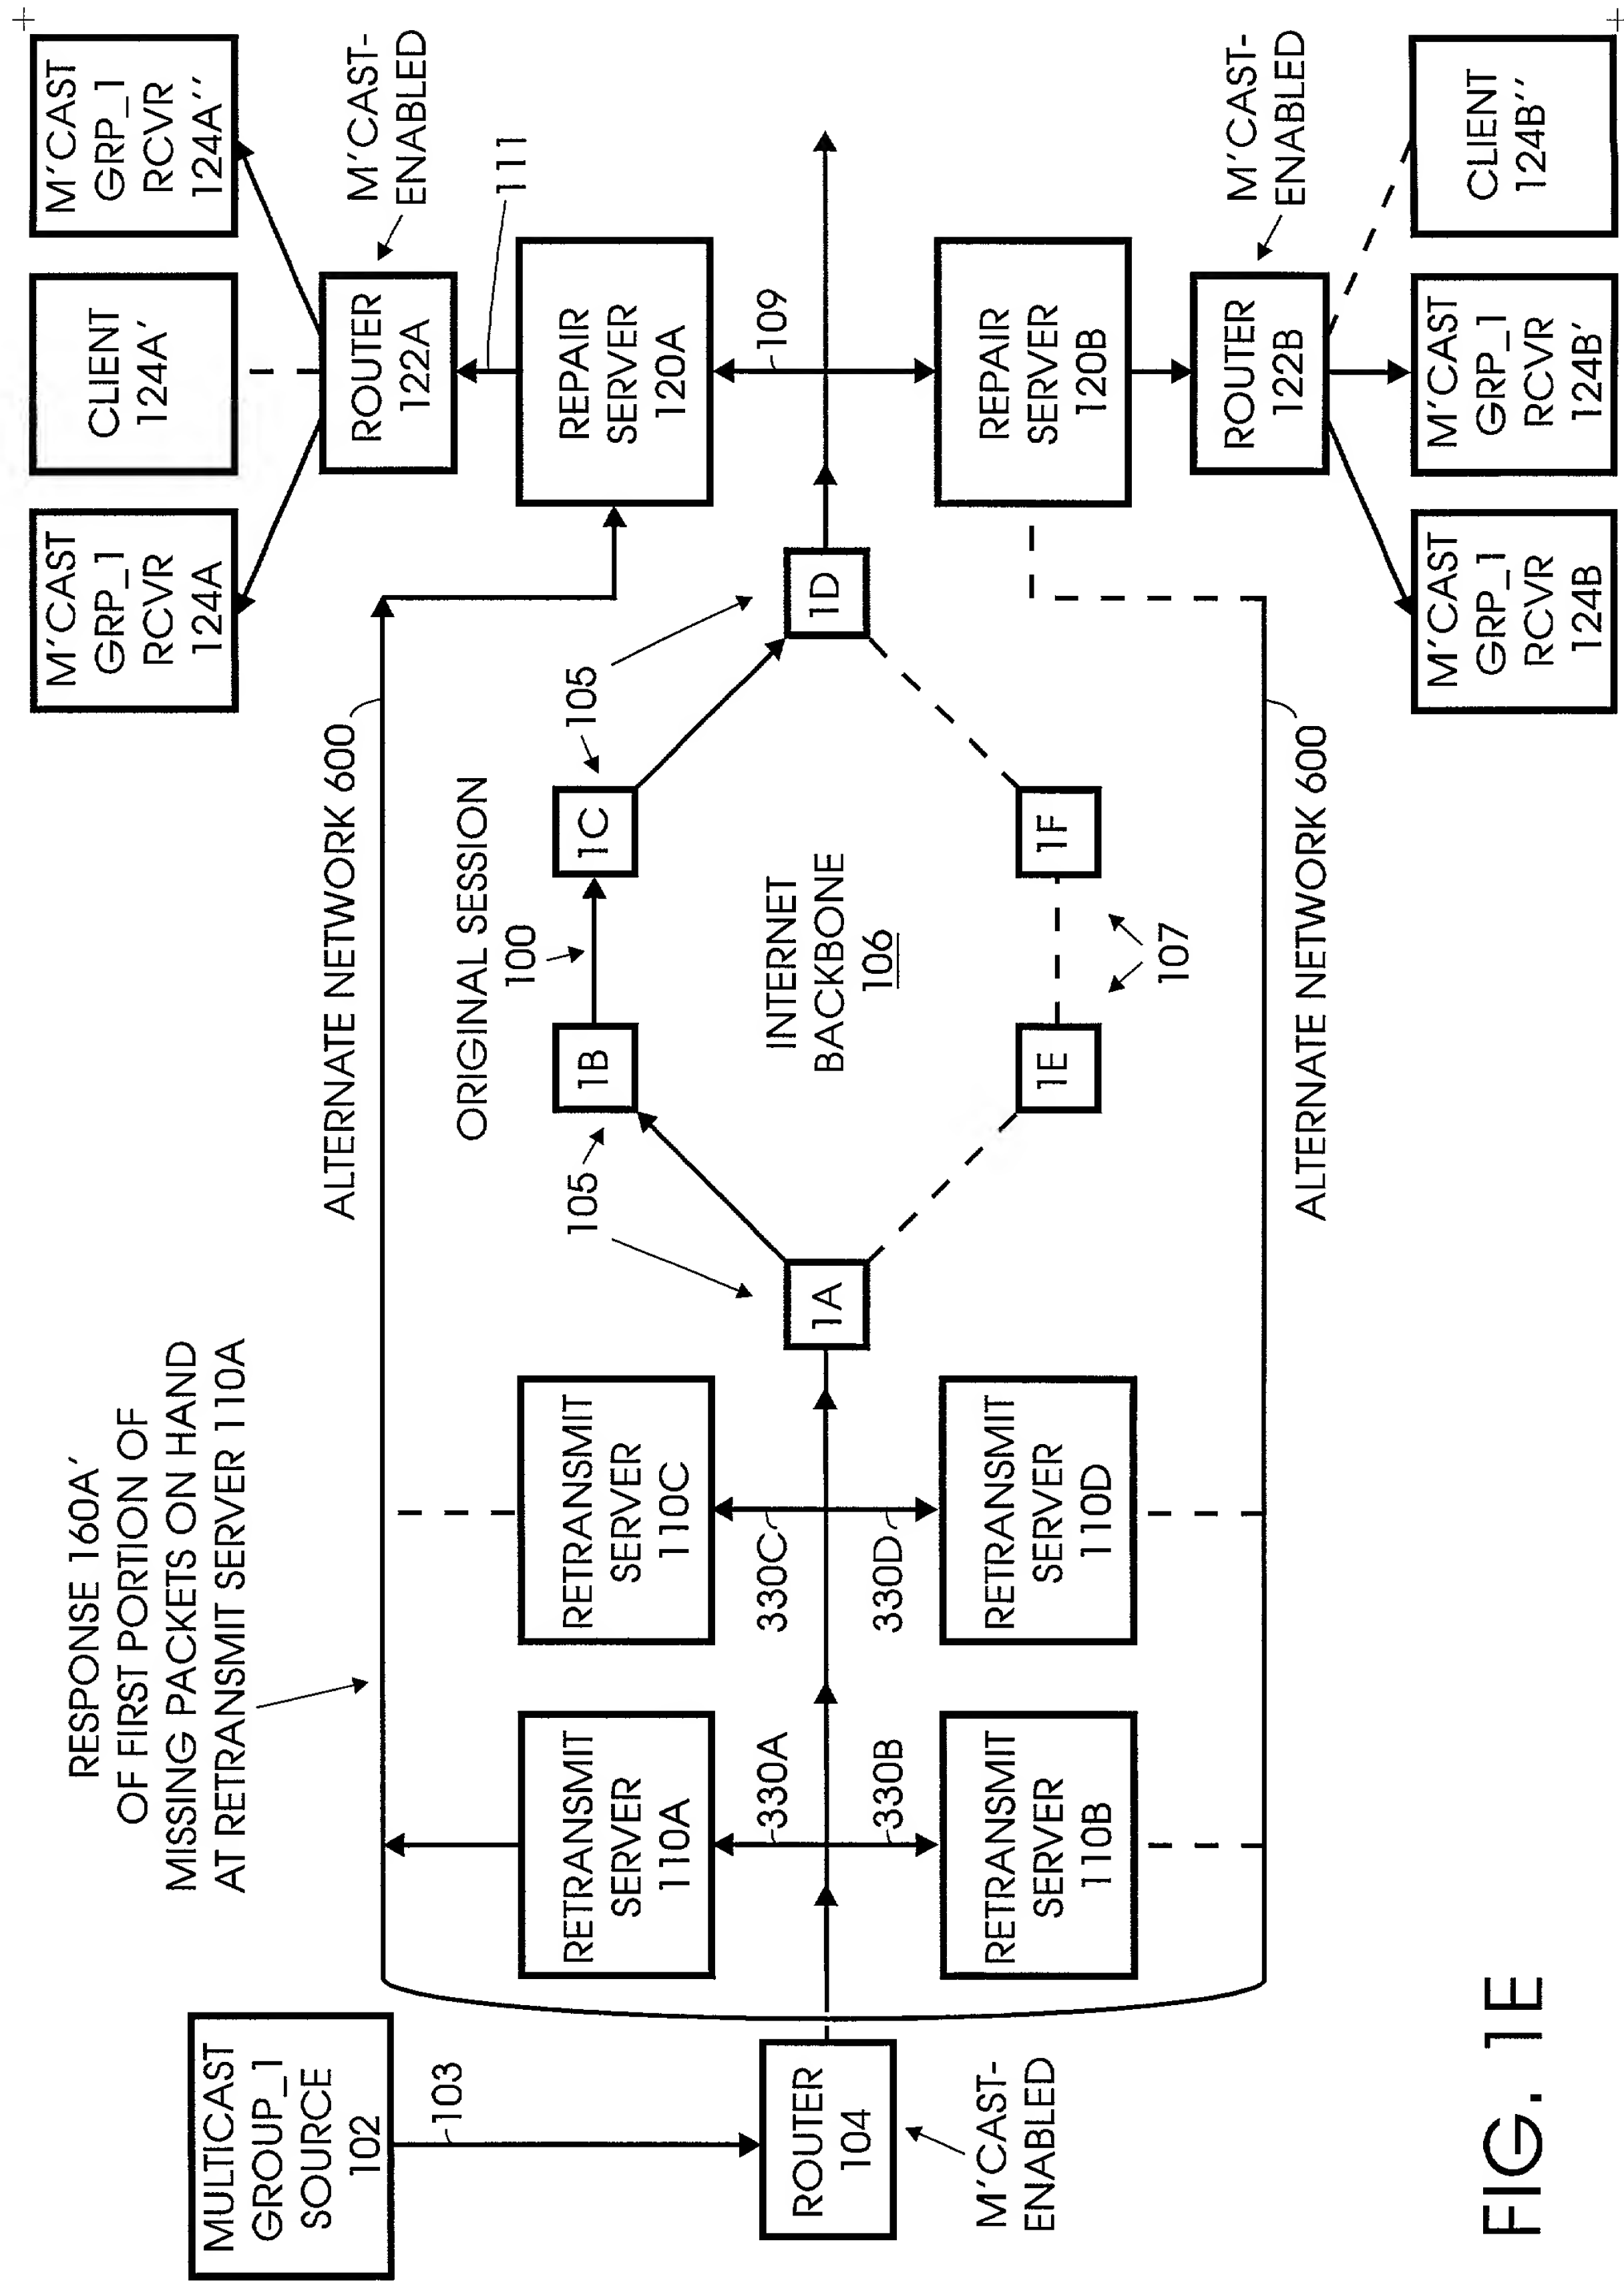 MULTICAST
GROUP_1
SOURCE
102
103
ROUTER
104
M'CAST-
ENABLED
RESPONSE 160A'
OF FIRST PORTION OF
MISSING PACKETS ON HAND
AT RETRANSMIT SERVER 110A
RETRANSMIT
SERVER
110A
330A
330B
RETRANSMIT
SERVER
110B
RETRANSMIT
SERVER
110C
330C
330D
RETRANSMIT
SERVER
110D
ALTERNATE NETWORK 600
ORIGINAL SESSION
100
105
1A
1B
1C
105
1D
INTERNET
BACKBONE
106
1E
1F
107
ALTERNATE NETWORK 600
M'CAST
GRP_1
RCVR
124A
CLIENT
124A'
M'CAST
GRP_1
RCVR
124A''
ROUTER
122A
M'CAST-
ENABLED
111
REPAIR
SERVER
120A
109
REPAIR
SERVER
120B
ROUTER
122B
M'CAST-
ENABLED
M'CAST
GRP_1
RCVR
124B
M'CAST
GRP_1
RCVR
124B'
CLIENT
124B''
FIG. 1E